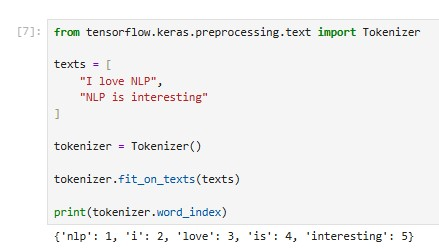 [7]: from tensorflow.keras.preprocessing.text import Tokenizer
texts = [
"I love NLP",
"NLP is interesting"
]
tokenizer = Tokenizer()
tokenizer.fit_on_texts(texts)
print(tokenizer.word_index)
{'nlp': 1, 'i': 2, 'love': 3, 'is': 4, 'interesting': 5}